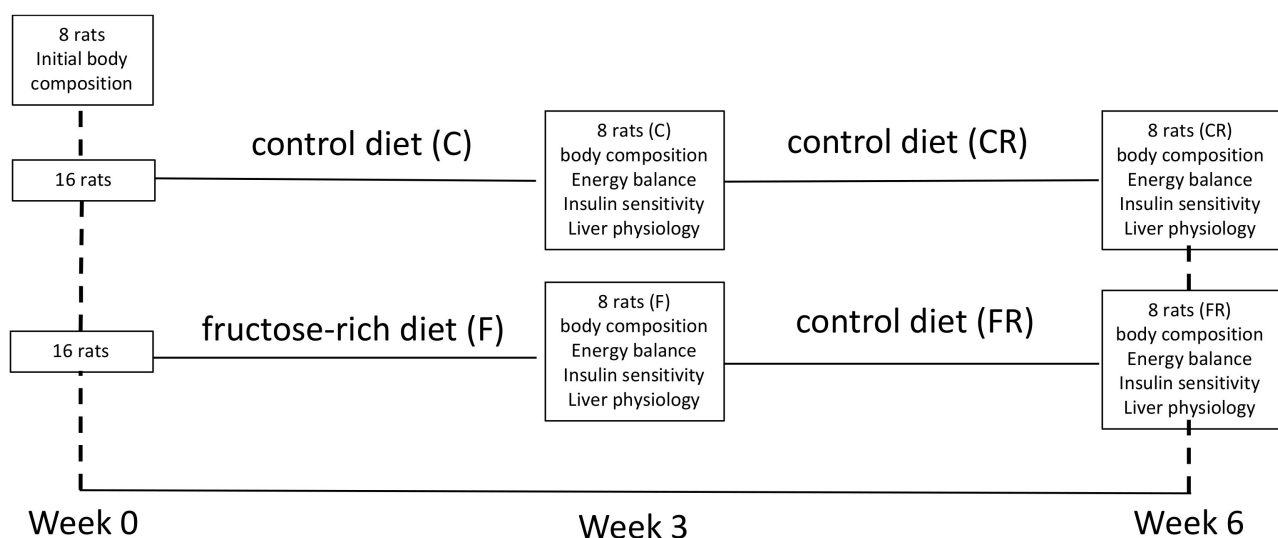 8 rats
Initial body
composition
16 rats
control diet (C)
8 rats (C)
body composition
Energy balance
Insulin sensitivity
Liver physiology
control diet (CR)
8 rats (CR)
body composition
Energy balance
Insulin sensitivity
Liver physiology
16 rats
fructose-rich diet (F)
8 rats (F)
body composition
Energy balance
Insulin sensitivity
Liver physiology
control diet (FR)
8 rats (FR)
body composition
Energy balance
Insulin sensitivity
Liver physiology
Week 0
Week 3
Week 6